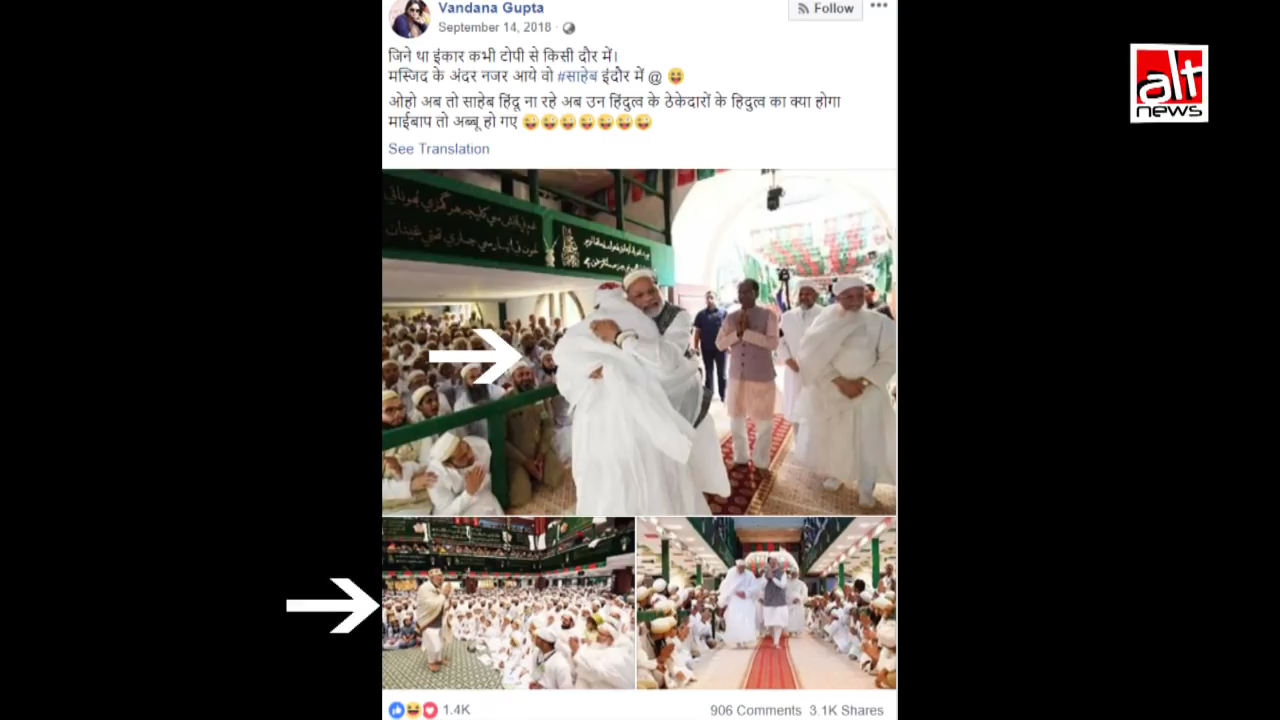 Vandana Gupta
Follow
September 14, 2018 ·
जिने था इंकार कभी टोपी से किसी दौर में।
मस्जिद के अंदर नजर आये वो #साहेब इंदौर में @
ओहो अब तो साहेब हिंदू ना रहे अब उन हिंदुत्व के ठेकेदारों के हिदुत्व का क्या होगा
माईबाप तो अब्बू हो गए
See Translation
1.4K
906 Comments 3.1K Shares
alt
news